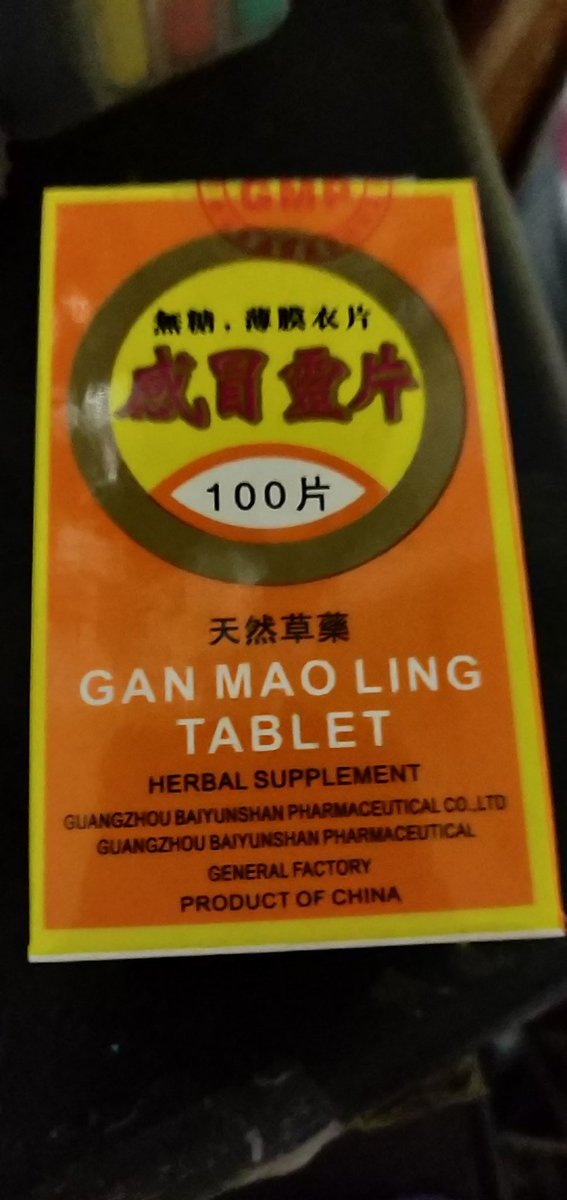 GMP
無糖．薄膜衣片
感冒靈片
100片
天然草藥
GAN MAO LING
TABLET
HERBAL SUPPLEMENT
GUANGZHOU BAIYUNSHAN PHARMACEUTICAL CO.,LTD
GUANGZHOU BAIYUNSHAN PHARMACEUTICAL
GENERAL FACTORY
PRODUCT OF CHINA